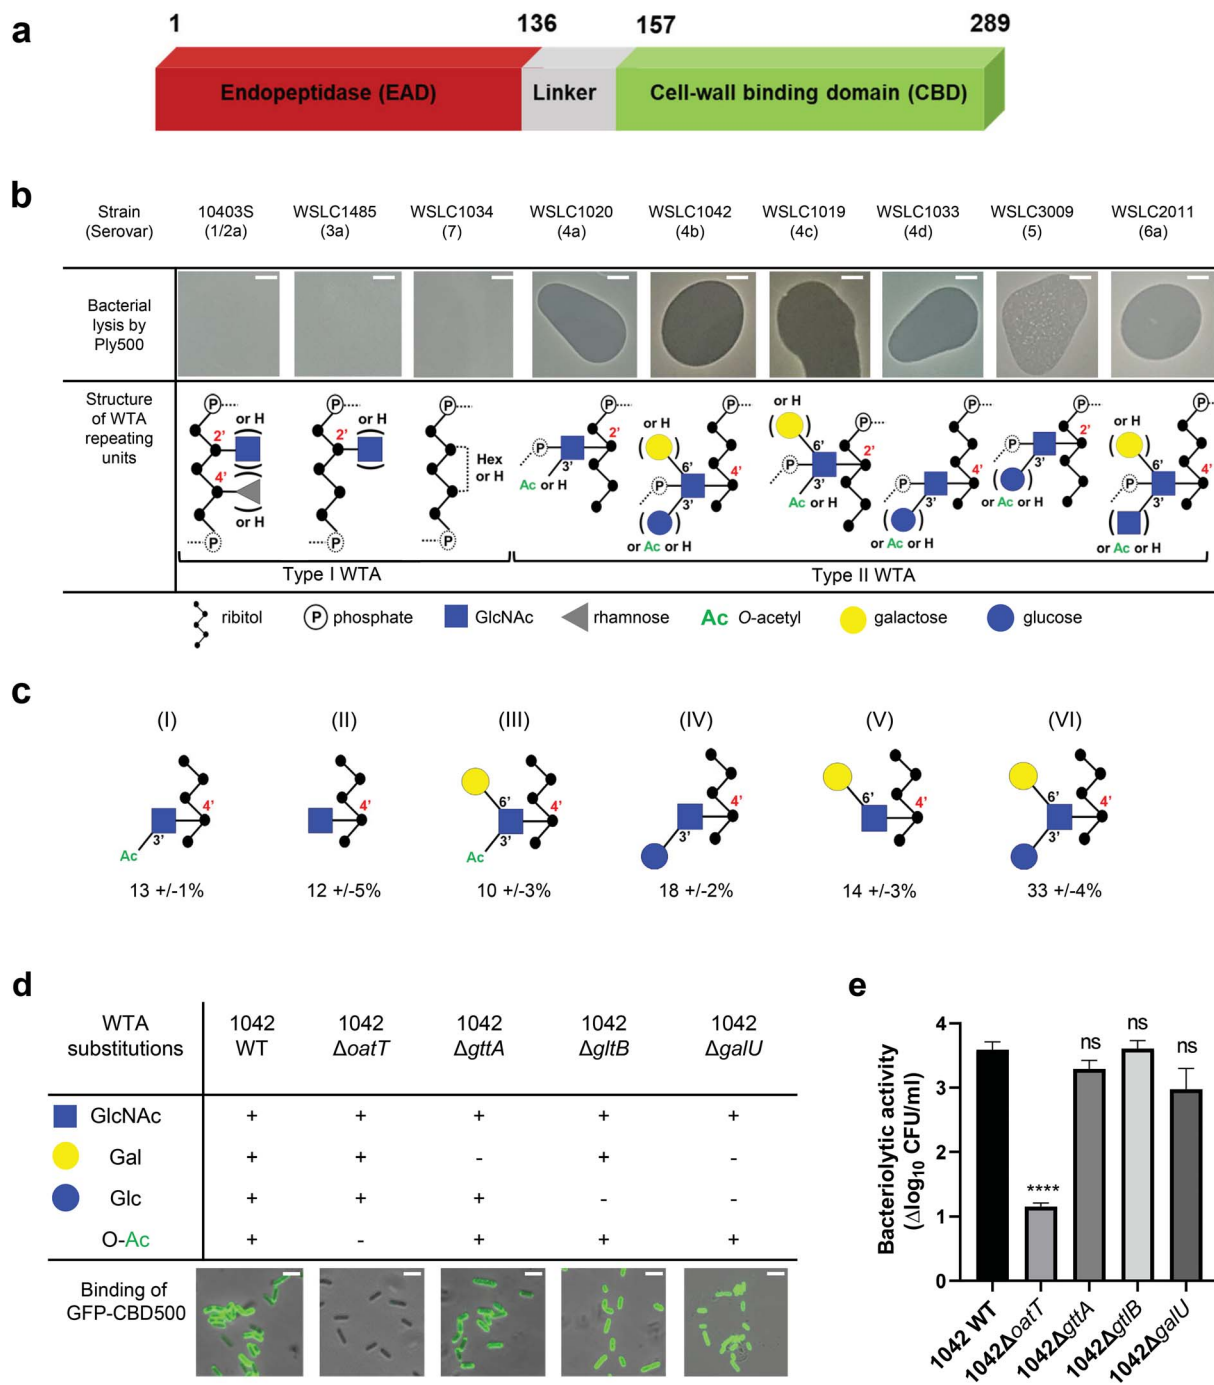 a
1 136 157 289
Endopeptidase (EAD) Linker Cell-wall binding domain (CBD)
b
Strain (Serovar)
10403S (1/2a)
WSLC1485 (3a)
WSLC1034 (7)
WSLC1020 (4a)
WSLC1042 (4b)
WSLC1019 (4c)
WSLC1033 (4d)
WSLC3009 (5)
WSLC2011 (6a)
Bacterial
lysis by
Ply500
Structure
of WTA
repeating
units
P
2'
or H
4'
or H
P
P
2'
or H
P
P
Hex
or H
P
P
2'
P
3'
Ac or H
P
or H
6'
4'
P
3'
or Ac or H
or H
P
6'
2'
P
3'
Ac or H
P
4'
P
3'
or Ac or H
P
2'
P
3'
or Ac or H
P
or H
6'
4'
P
3'
or Ac or H
Type I WTA Type II WTA
ribitol P phosphate GlcNAc rhamnose Ac O-acetyl galactose glucose
c
(I) (II) (III) (IV) (V) (VI)
4'
3'
Ac
4'
6'
4'
3'
Ac
4'
3'
6'
4'
6'
4'
3'
13 +/-1% 12 +/-5% 10 +/-3% 18 +/-2% 14 +/-3% 33 +/-4%
d
WTA
substitutions
1042
WT
1042
ΔoatT
1042
ΔgttA
1042
ΔgltB
1042
ΔgalU
GlcNAc + + + + +
Gal + + - + -
Glc + + + - -
O-Ac + - + + +
Binding of
GFP-CBD500
e
Bacteriolytic activity
(Δlog10 CFU/ml)
4
3
2
1
0
****
ns
ns
ns
1042 WT
1042ΔoatT
1042ΔgttA
1042ΔgtlB
1042ΔgalU